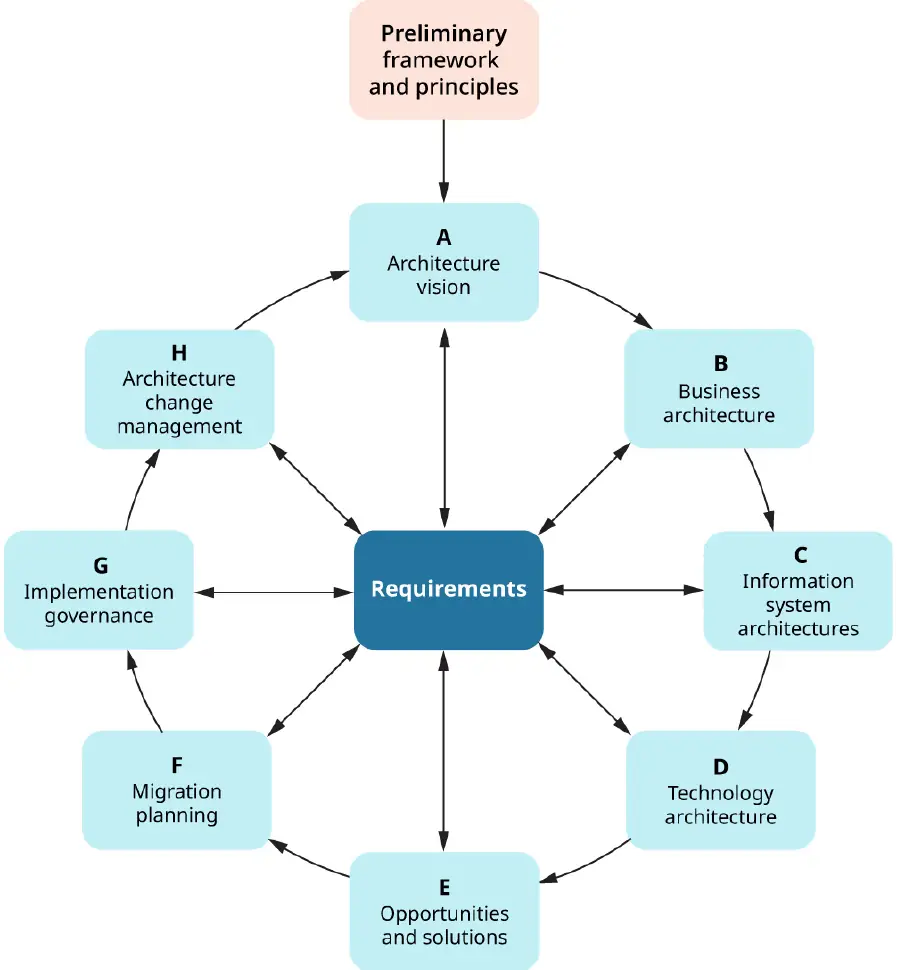 Preliminary
framework
and principles
A
Architecture
vision
B
Business
architecture
C
Information
system
architectures
D
Technology
architecture
E
Opportunities
and solutions
F
Migration
planning
G
Implementation
governance
H
Architecture
change
management
Requirements